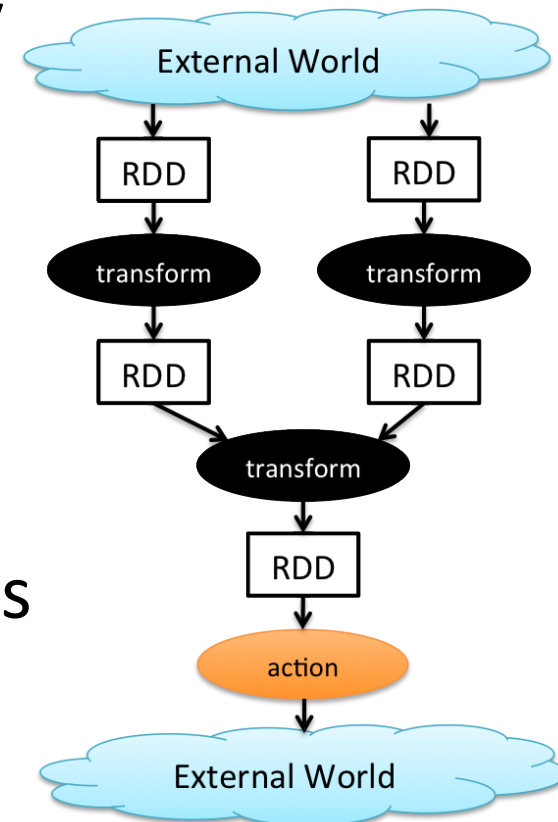 External World
RDD RDD
transform transform
RDD RDD
transform
RDD
s
action
External World